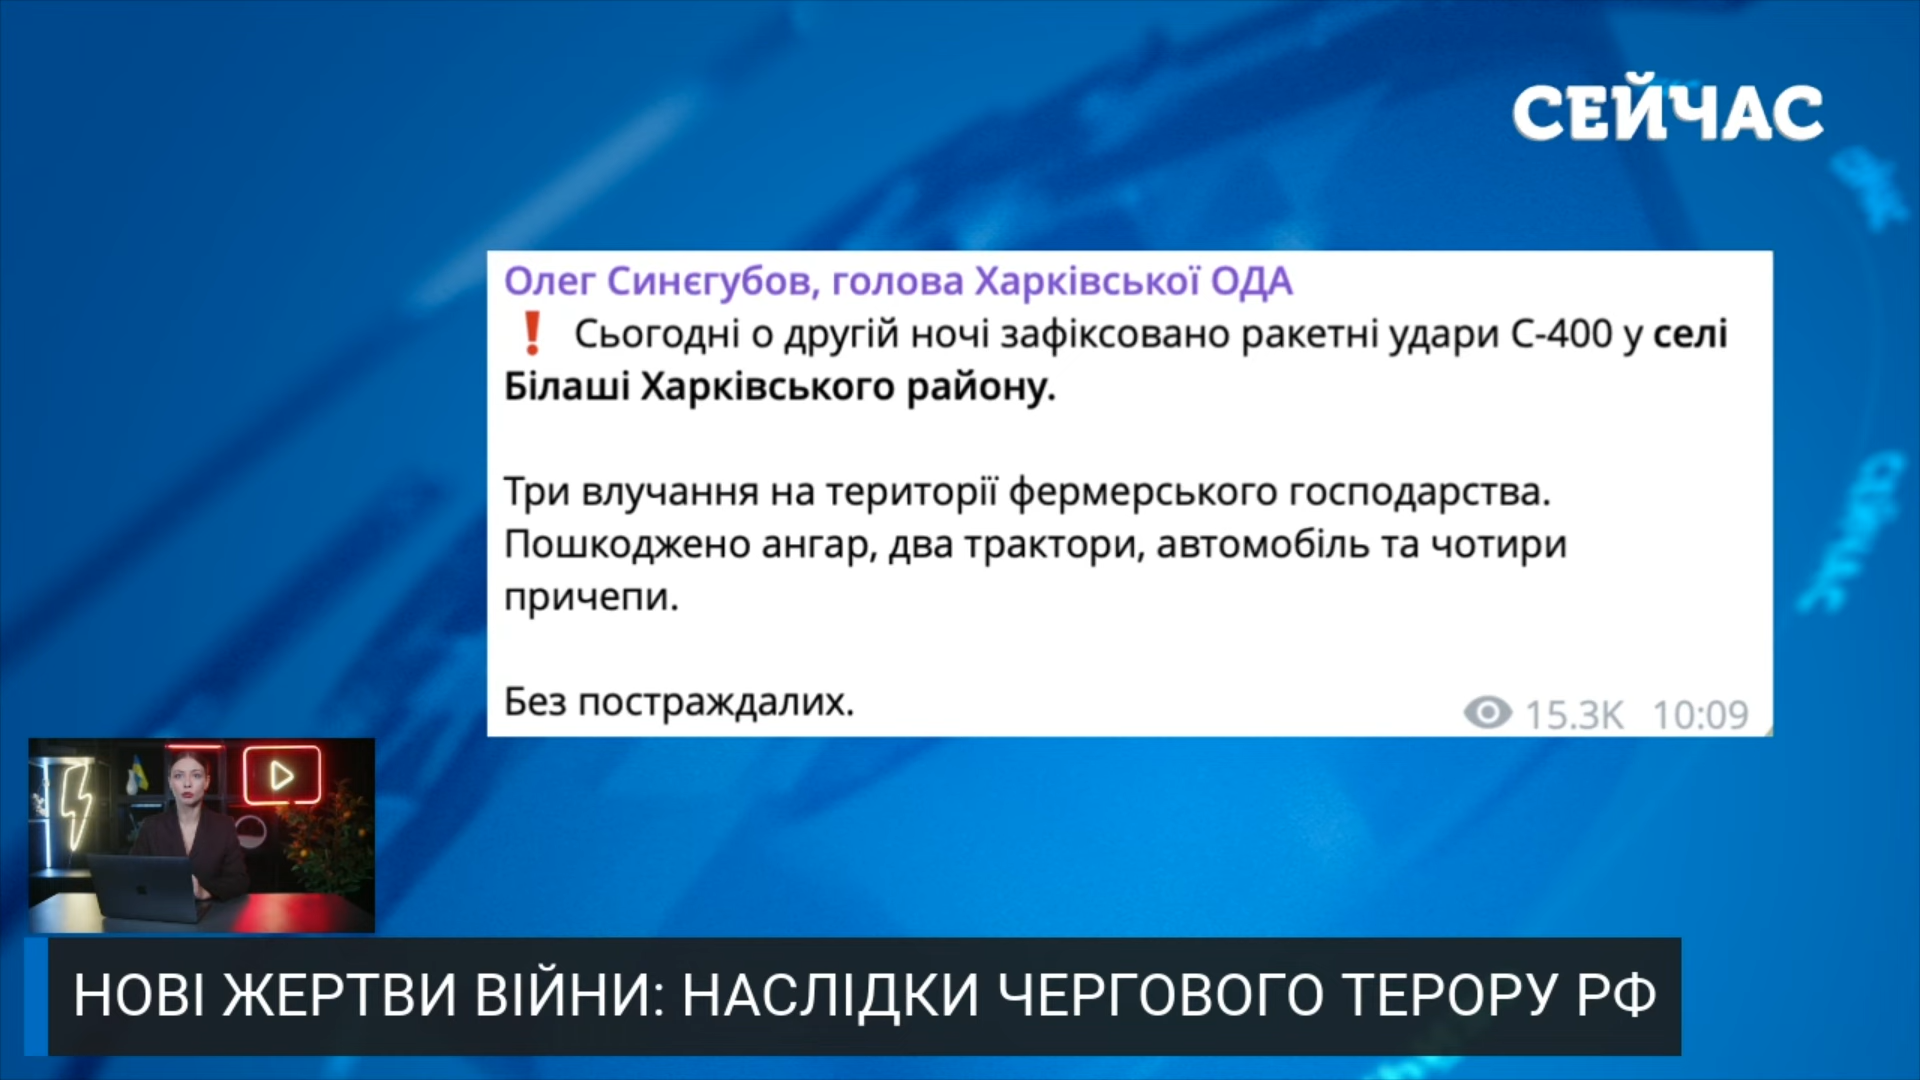 СЕЙЧАС
Олег Синєгубов, голова Харківської ОДА
❗ Сьогодні о другій ночі зафіксовано ракетні удари С-400 у селі
Білаші Харківського району.
Три влучання на території фермерського господарства.
Пошкоджено ангар, два трактори, автомобіль та чотири
причепи.
Без постраждалих.
15.3K 10:09
НОВІ ЖЕРТВИ ВІЙНИ: НАСЛІДКИ ЧЕРГОВОГО ТЕРОРУ РФ